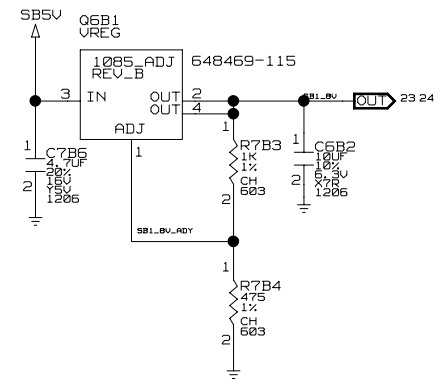 SB5V
Q6B1
VREG
1085_ADJ
REV_B
648469-115
3
IN
OUT
2
OUT
4
ADJ
1
SB1_8V
OUT
23 24
1
C7B6
4.7UF
20%
16V
Y5V
1206
2
1
R7B3
1K
1%
CH
603
2
1
C6B2
10UF
10%
6.3V
X7R
1206
2
SB1_8V_ADY
1
R7B4
475
1%
CH
603
2